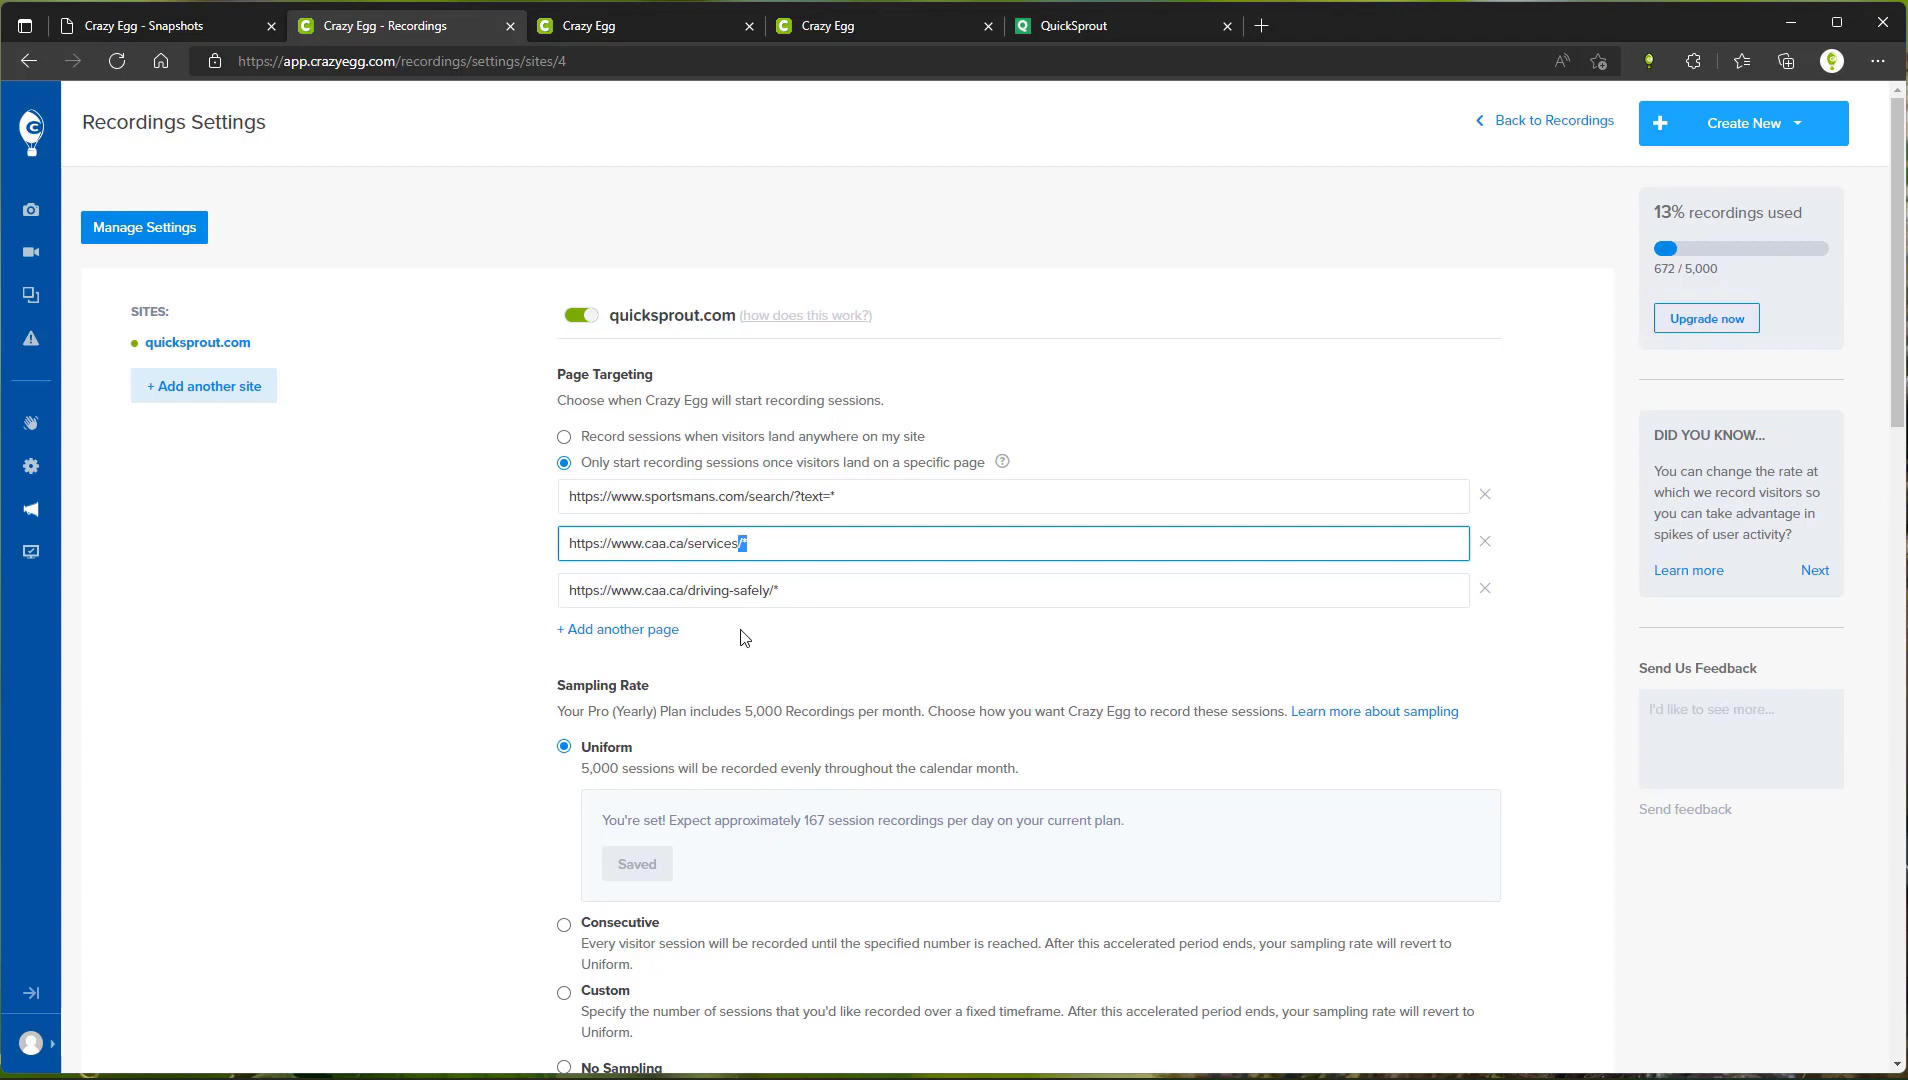 Crazy Egg - Snapshots
Crazy Egg - Recordings
Crazy Egg
Crazy Egg
QuickSprout
https://app.crazyegg.com/recordings/settings/sites/4
Recordings Settings
Back to Recordings
Create New
Manage Settings
13% recordings used
672 / 5,000
Upgrade now
SITES:
quicksprout.com
+ Add another site
quicksprout.com (how does this work?)
Page Targeting
Choose when Crazy Egg will start recording sessions.
Record sessions when visitors land anywhere on my site
Only start recording sessions once visitors land on a specific page
https://www.sportsmans.com/search/?text=*
https://www.caa.ca/services/*
https://www.caa.ca/driving-safely/*
+ Add another page
DID YOU KNOW...
You can change the rate at
which we record visitors so
you can take advantage in
spikes of user activity?
Learn more
Next
Sampling Rate
Your Pro (Yearly) Plan includes 5,000 Recordings per month. Choose how you want Crazy Egg to record these sessions. Learn more about sampling
Uniform
5,000 sessions will be recorded evenly throughout the calendar month.
You're set! Expect approximately 167 session recordings per day on your current plan.
Saved
Send Us Feedback
I'd like to see more...
Send feedback
Consecutive
Every visitor session will be recorded until the specified number is reached. After this accelerated period ends, your sampling rate will revert to
Uniform.
Custom
Specify the number of sessions that you'd like recorded over a fixed timeframe. After this accelerated period ends, your sampling rate will revert to
Uniform.
No Sampling